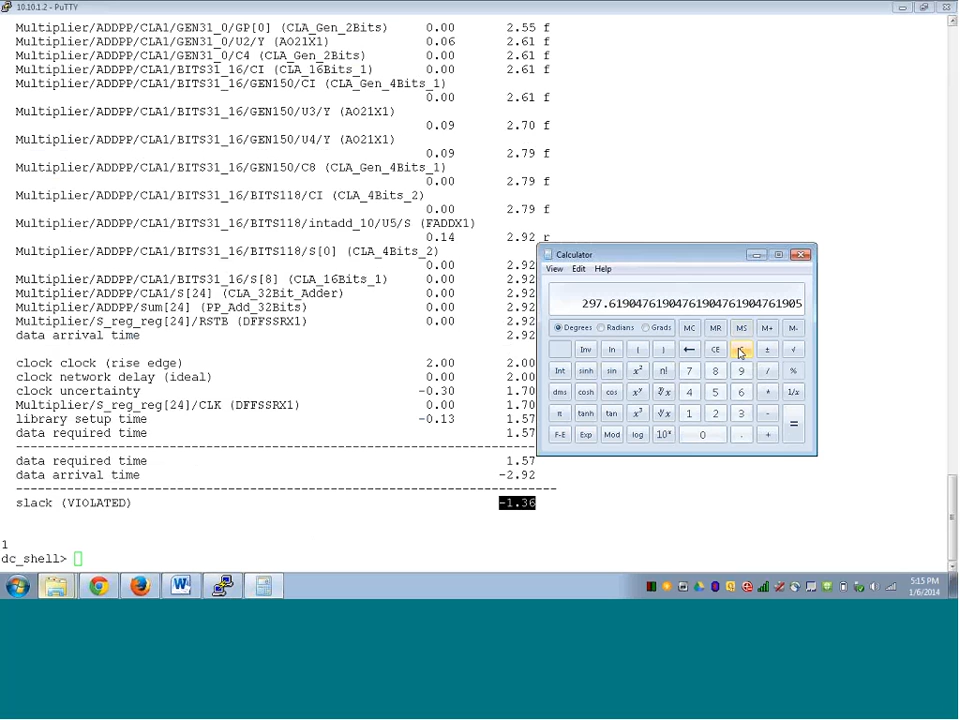 10.10.1.2 - PuTTY
Multiplier/ADDPP/CLA1/GEN31_0/GP[0] (CLA_Gen_2Bits) 0.00 2.55 f
Multiplier/ADDPP/CLA1/GEN31_0/U2/Y (AO21X1) 0.06 2.61 f
Multiplier/ADDPP/CLA1/GEN31_0/C4 (CLA_Gen_2Bits) 0.00 2.61 f
Multiplier/ADDPP/CLA1/BITS31_16/CI (CLA_16Bits_1) 0.00 2.61 f
Multiplier/ADDPP/CLA1/BITS31_16/GEN150/CI (CLA_Gen_4Bits_1)
0.00 2.61 f
Multiplier/ADDPP/CLA1/BITS31_16/GEN150/U3/Y (AO21X1)
0.09 2.70 f
Multiplier/ADDPP/CLA1/BITS31_16/GEN150/U4/Y (AO21X1)
0.09 2.79 f
Multiplier/ADDPP/CLA1/BITS31_16/GEN150/C8 (CLA_Gen_4Bits_1)
0.00 2.79 f
Multiplier/ADDPP/CLA1/BITS31_16/BITS118/CI (CLA_4Bits_2)
0.00 2.79 f
Multiplier/ADDPP/CLA1/BITS31_16/BITS118/intadd_10/U5/S (FADDX1)
0.14 2.92 r
Multiplier/ADDPP/CLA1/BITS31_16/BITS118/S[0] (CLA_4Bits_2)
0.00 2.92
Multiplier/ADDPP/CLA1/BITS31_16/S[8] (CLA_16Bits_1) 0.00 2.92
Multiplier/ADDPP/CLA1/S[24] (CLA_32Bit_Adder) 0.00 2.92
Multiplier/ADDPP/Sum[24] (PP_Add_32Bits) 0.00 2.92
Multiplier/S_reg_reg[24]/RSTB (DFFSSRX1) 0.00 2.92
data arrival time 2.92
clock clock (rise edge) 2.00 2.00
clock network delay (ideal) 0.00 2.00
clock uncertainty -0.30 1.70
Multiplier/S_reg_reg[24]/CLK (DFFSSRX1) 0.00 1.70
library setup time -0.13 1.57
data required time 1.57
--------------------------------------------------------------------------
data required time 1.57
data arrival time -2.92
--------------------------------------------------------------------------
slack (VIOLATED) -1.36
1
dc_shell>
Calculator
View Edit Help
297.61904761904761904761904761905
Degrees Radians Grads MC MR MS M+ M-
Inv ln ( ) ← CE ± √
Int sinh sin x² n! 7 8 9 / %
dms cosh cos xʸ ʸ√x 4 5 6 * 1/x
π tanh tan x³ ³√x 1 2 3 - =
F-E Exp Mod log 10ˣ 0 . +
5:15 PM
1/6/2014